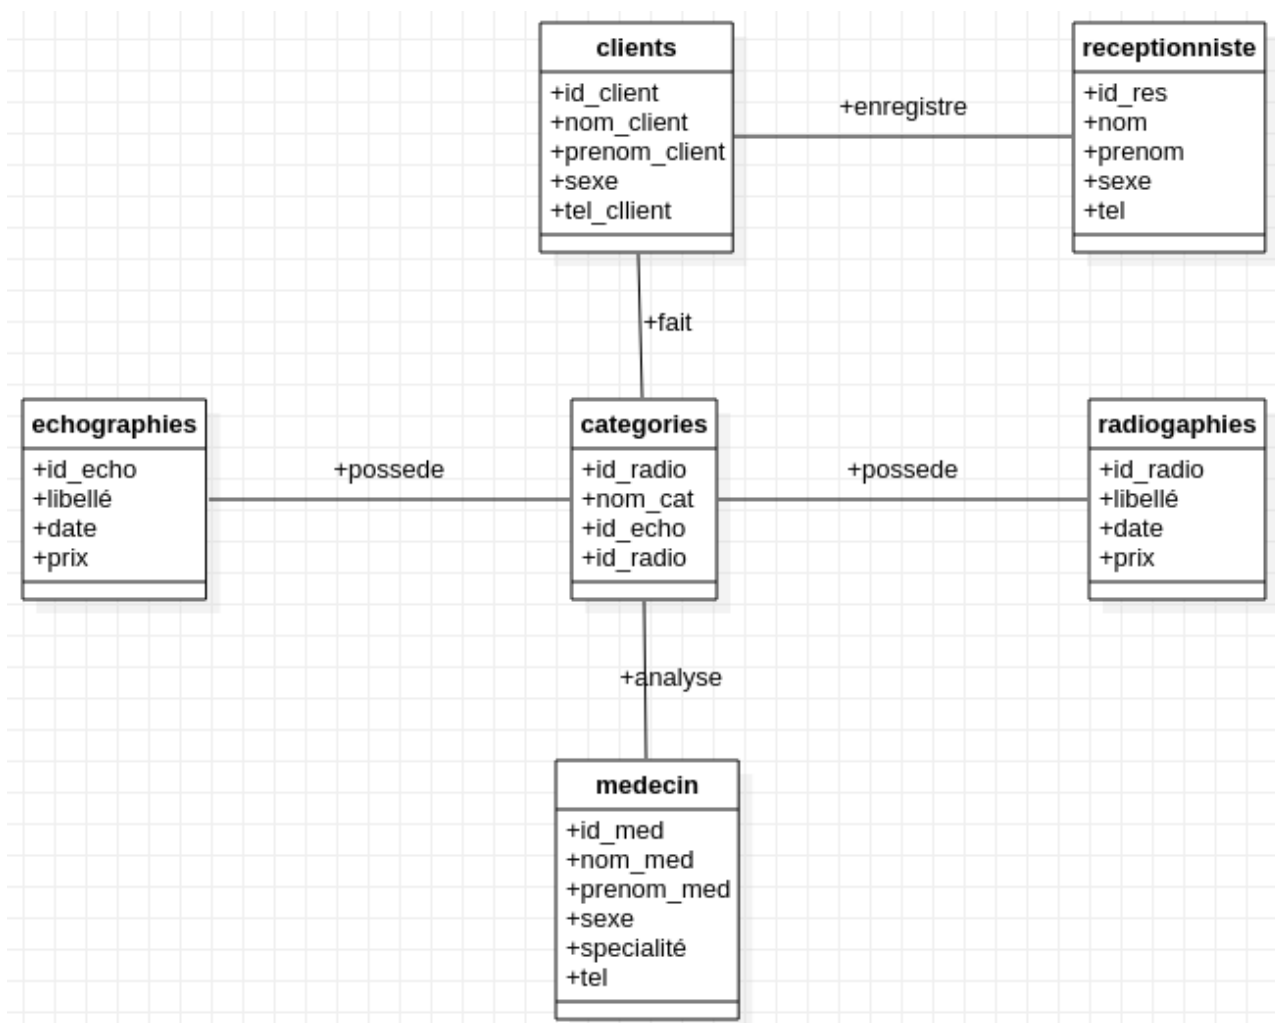 clients
+id_client
+nom_client
+prenom_client
+sexe
+tel_cllient
+enregistre
receptionniste
+id_res
+nom
+prenom
+sexe
+tel
+fait
echographies
+id_echo
+libellé
+date
+prix
+possede
categories
+id_radio
+nom_cat
+id_echo
+id_radio
+possede
radiogaphies
+id_radio
+libellé
+date
+prix
+analyse
medecin
+id_med
+nom_med
+prenom_med
+sexe
+specialité
+tel